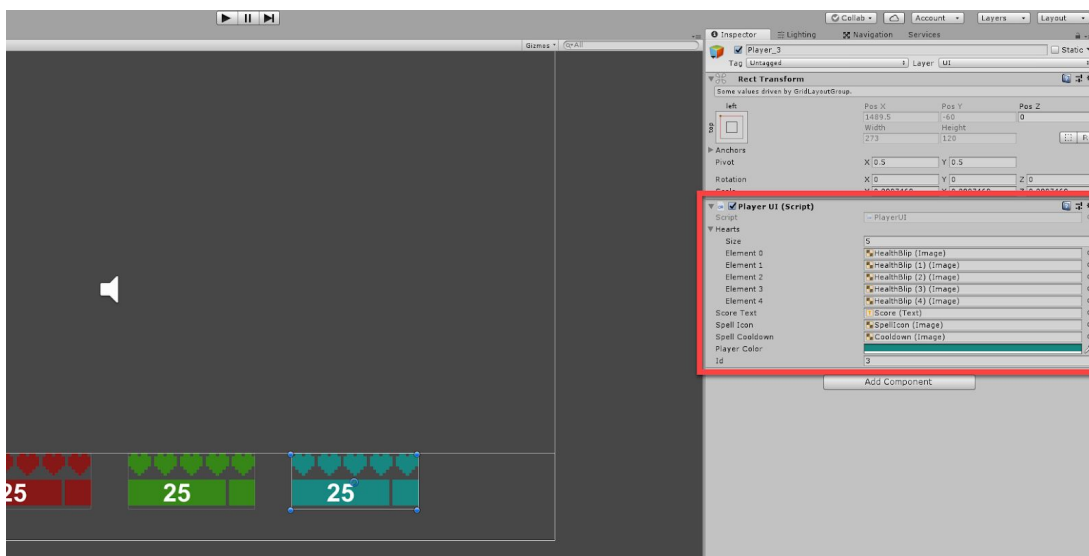 Collab
Account
Layers
Layout
Inspector
Lighting
Navigation
Services
Gizmos
All
Player_3
Static
Tag Untagged
Layer UI
Rect Transform
Some values driven by GridLayoutGroup.
left
Pos X Pos Y Pos Z
top
1489.5 -60 0
Width Height
273 120
Anchors
Pivot X 0.5 Y 0.5
Rotation X 0 Y 0 Z 0
Player UI (Script)
Script PlayerUI
Hearts
Size 5
Element 0 HealthBlip (Image)
Element 1 HealthBlip (1) (Image)
Element 2 HealthBlip (2) (Image)
Element 3 HealthBlip (3) (Image)
Element 4 HealthBlip (4) (Image)
Score Text Score (Text)
Spell Icon SpellIcon (Image)
Spell Cooldown Cooldown (Image)
Player Color
Id 3
Add Component
25
25
25